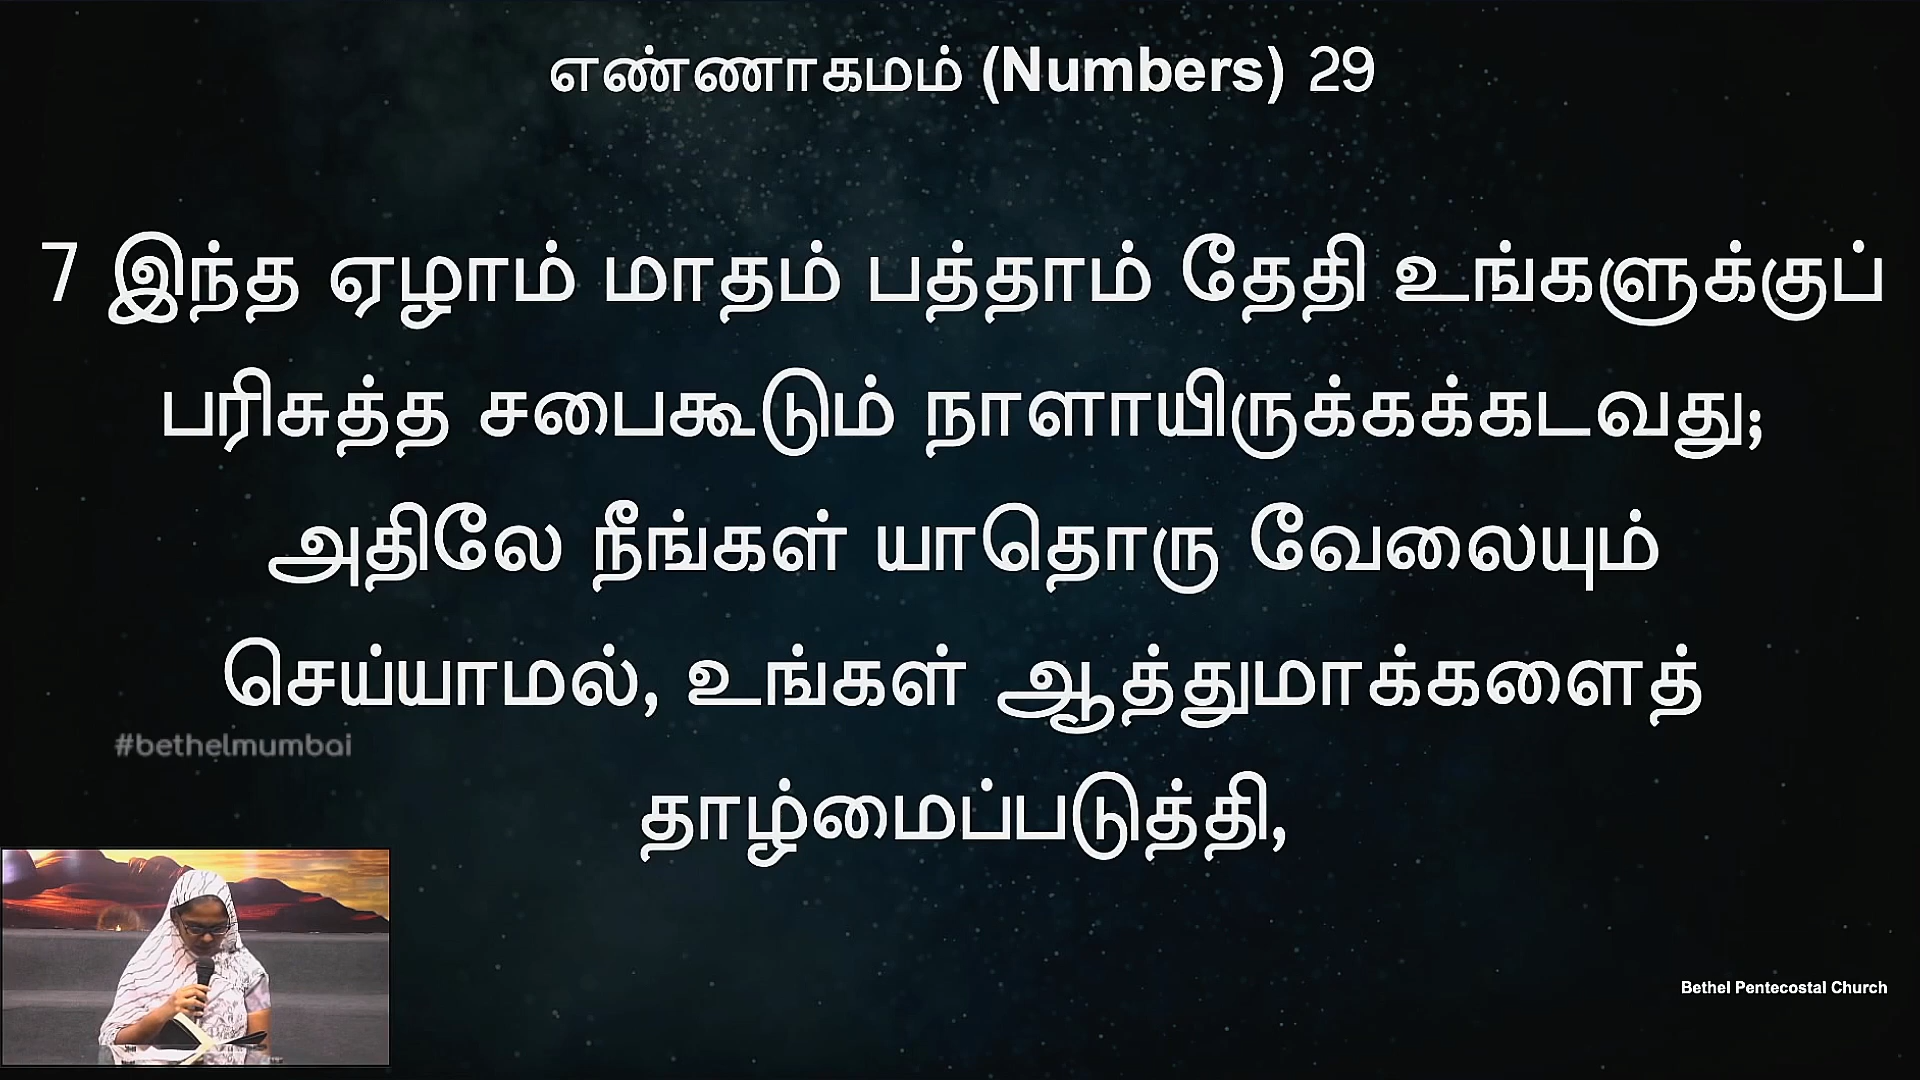 எண்ணாகமம் (Numbers) 29
7 இந்த ஏழாம் மாதம் பத்தாம் தேதி உங்களுக்குப்
பரிசுத்த சபைகூடும் நாளாயிருக்கக்கடவது;
அதிலே நீங்கள் யாதொரு வேலையும்
செய்யாமல், உங்கள் ஆத்துமாக்களைத்
#bethelmumbai
தாழ்மைப்படுத்தி,
Bethel Pentecostal Church